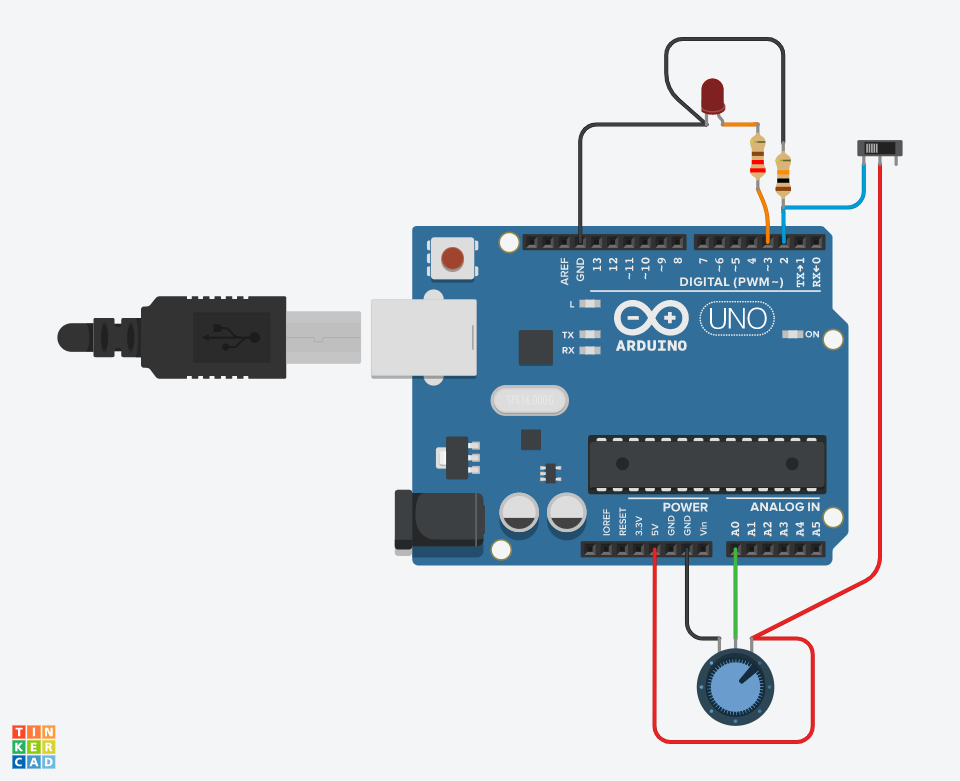 AREF
GND
13
12
~11
~10
~9
8
7
~6
~5
4
~3
2
TX→1
RX←0
DIGITAL (PWM~)
L
TX
RX
UNO
ON
ARDUINO
SPK16.000G
POWER
ANALOG IN
IOREF
RESET
3.3V
5V
GND
GND
Vin
A0
A1
A2
A3
A4
A5
TIN
KER
CAD